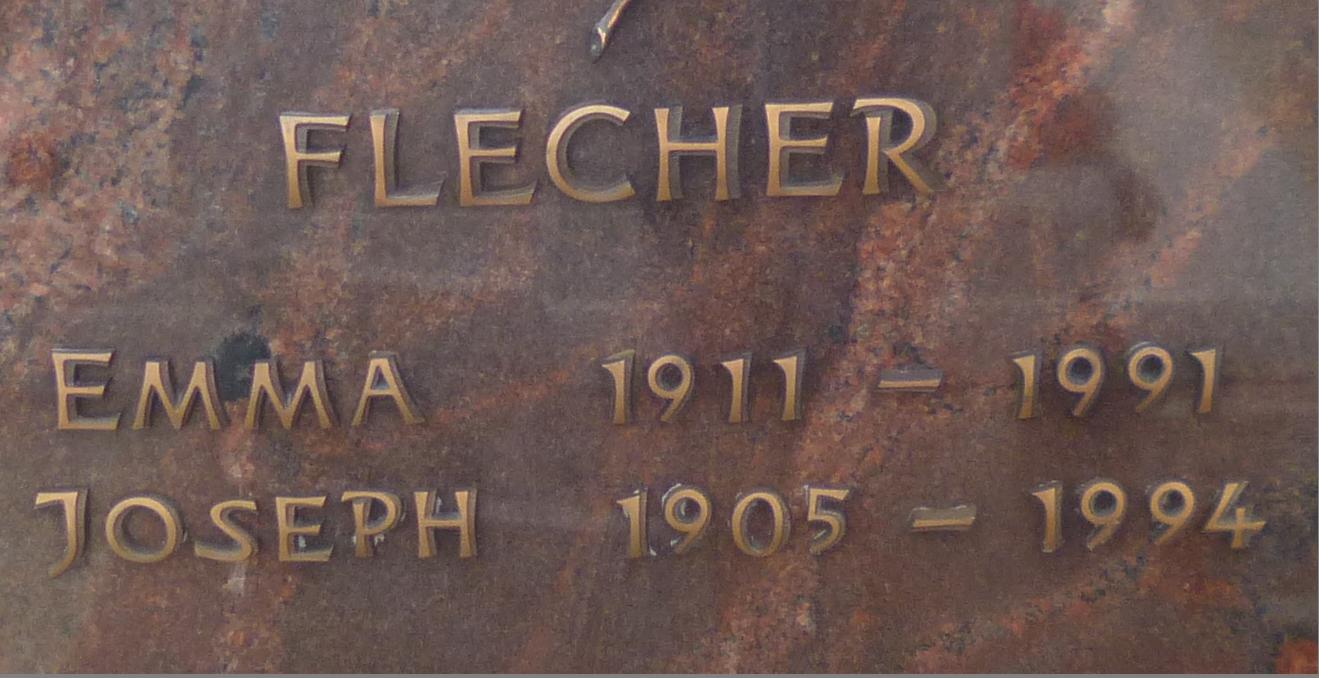 FLECHER
EMMA 1911 – 1991
JOSEPH 1905 – 1994